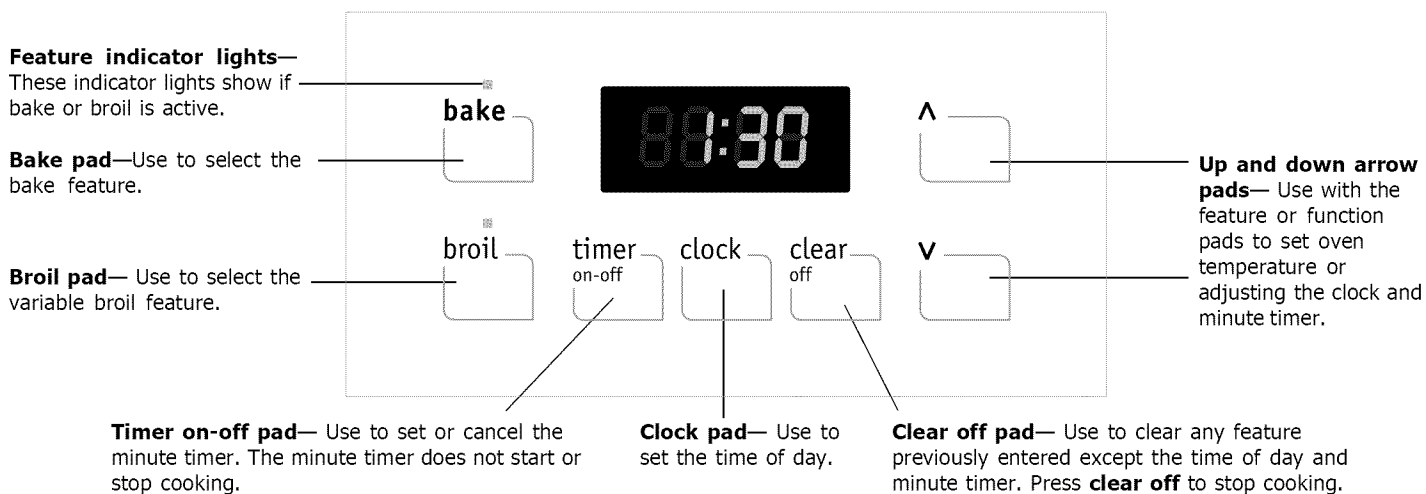 Feature indicator lights—
These indicator lights show if
bake or broil is active.
Bake pad—Use to select the
bake feature.
Broil pad— Use to select the
variable broil feature.
bake
1:30
^
broil
timer
on-off
clock
clear
off
v
Up and down arrow
pads— Use with the
feature or function
pads to set oven
temperature or
adjusting the clock and
minute timer.
Timer on-off pad— Use to set or cancel the
minute timer. The minute timer does not start or
stop cooking.
Clock pad— Use to
set the time of day.
Clear off pad— Use to clear any feature
previously entered except the time of day and
minute timer. Press clear off to stop cooking.